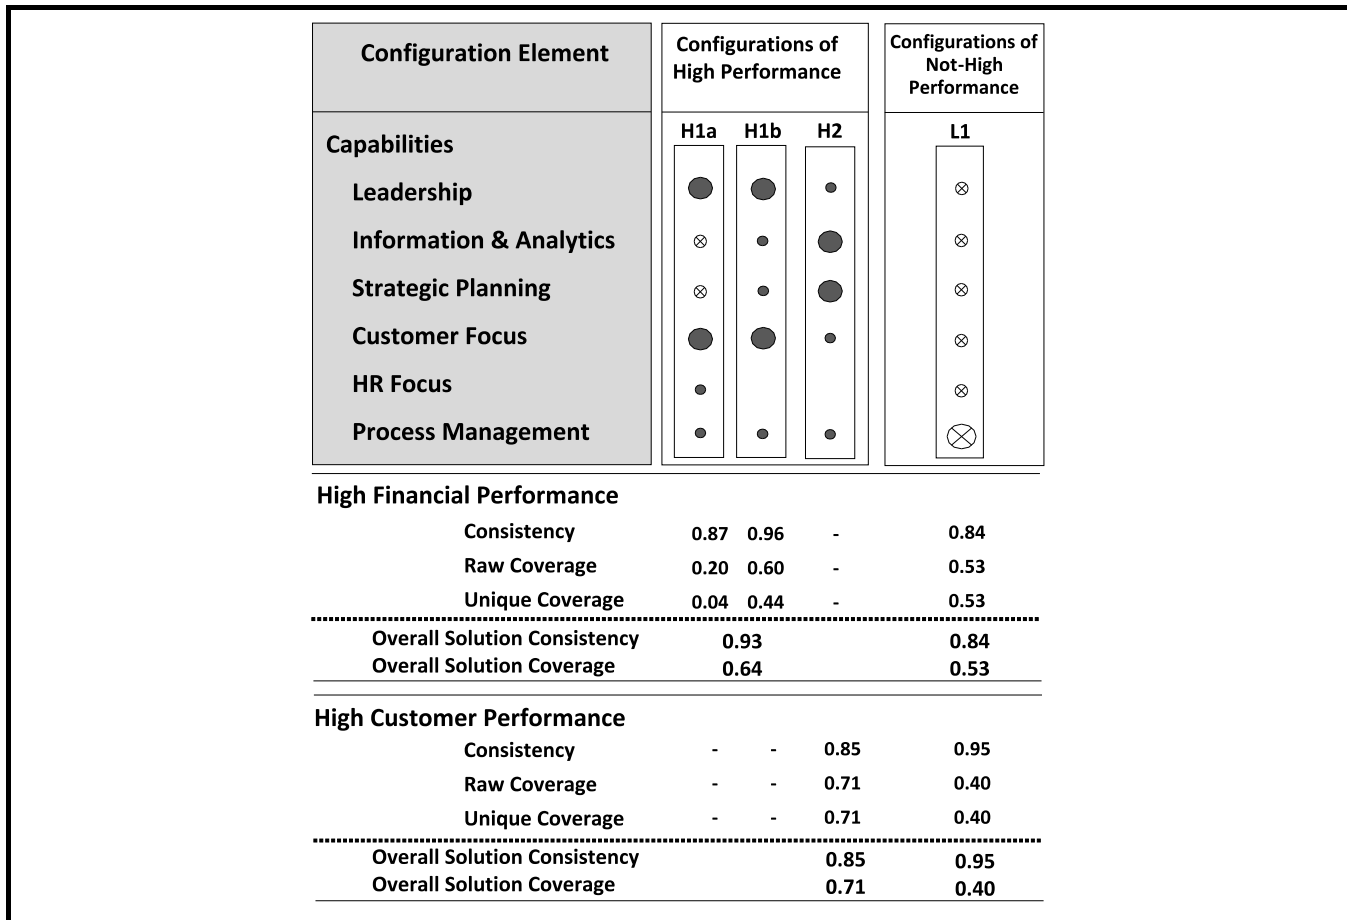 Configuration Element
Configurations of
High Performance
Configurations of
Not-High
Performance
Capabilities
H1a H1b H2 L1
Leadership
Information & Analytics
Strategic Planning
Customer Focus
HR Focus
Process Management
High Financial Performance
Consistency 0.87 0.96 - 0.84
Raw Coverage 0.20 0.60 - 0.53
Unique Coverage 0.04 0.44 - 0.53
Overall Solution Consistency 0.93 0.84
Overall Solution Coverage 0.64 0.53
High Customer Performance
Consistency - - 0.85 0.95
Raw Coverage - - 0.71 0.40
Unique Coverage - - 0.71 0.40
Overall Solution Consistency 0.85 0.95
Overall Solution Coverage 0.71 0.40